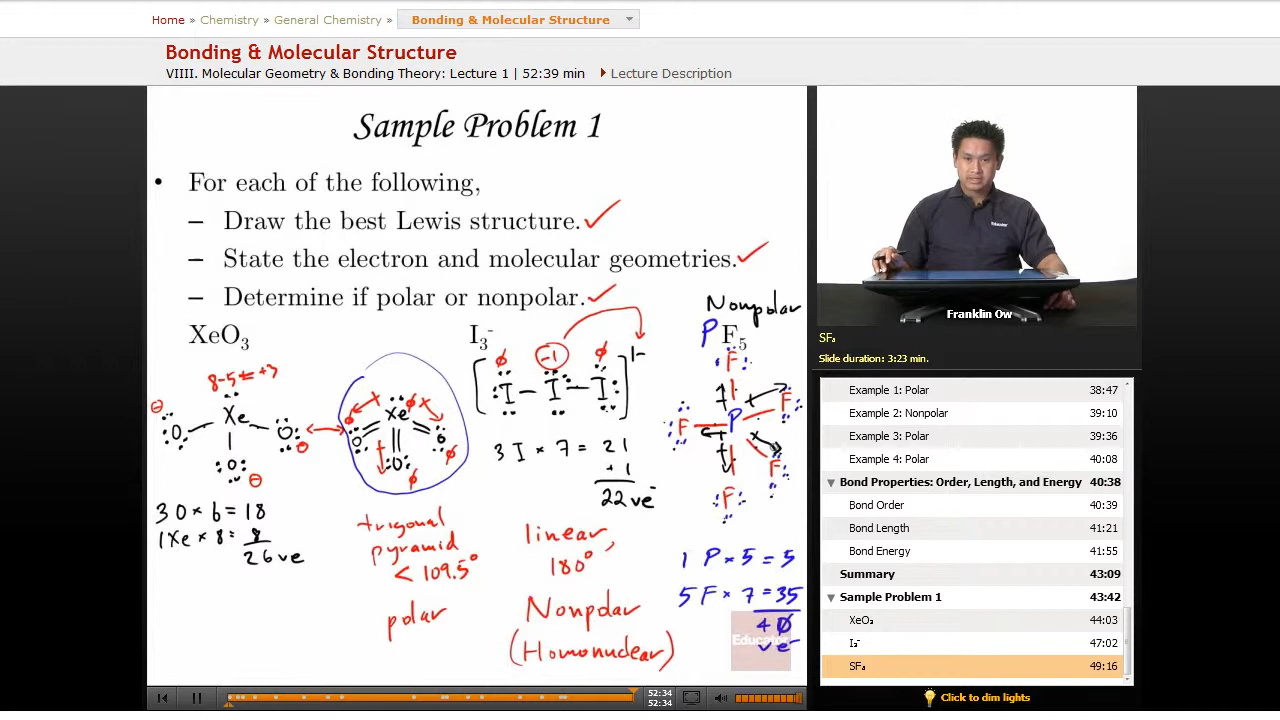 Home » Chemistry » General Chemistry » Bonding & Molecular Structure
Bonding & Molecular Structure
VIIII. Molecular Geometry & Bonding Theory: Lecture 1 | 52:39 min Lecture Description
Sample Problem 1
• For each of the following,
– Draw the best Lewis structure.
– State the electron and molecular geometries.
– Determine if polar or nonpolar.
Nonpolar
XeO3 I3- PF5
8-5 = +3
Xe
O O
O
Xe
O O
O
-1
I I I
1-
F
F F
P
F
F
3 O × 6 = 18
1 Xe × 8 = 8
26 ve
3 I × 7 = 21
+ 1
22 ve-
trigonal
pyramid
< 109.5°
polar
linear,
180°
Nonpolar
(Homonuclear)
1 P × 5 = 5
5 F × 7 = 35
40
ve-
Educator
Franklin Ow
SF₄
Slide duration: 3:23 min.
Example 1: Polar 38:47
Example 2: Nonpolar 39:10
Example 3: Polar 39:36
Example 4: Polar 40:08
Bond Properties: Order, Length, and Energy 40:38
Bond Order 40:39
Bond Length 41:21
Bond Energy 41:55
Summary 43:09
Sample Problem 1 43:42
XeO₃ 44:03
I₃⁻ 47:02
SF₄ 49:16
52:34
52:34
Click to dim lights